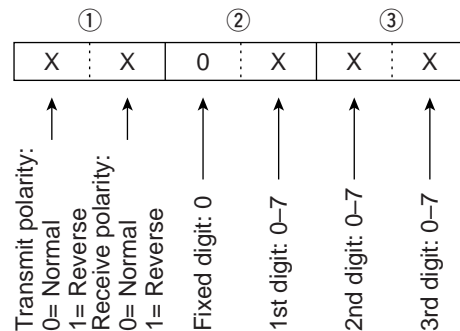 ① ② ③
X X 0 X X X
Transmit polarity:
0= Normal
1= Reverse
Receive polarity:
0= Normal
1= Reverse
Fixed digit: 0
1st digit: 0–7
2nd digit: 0–7
3rd digit: 0–7